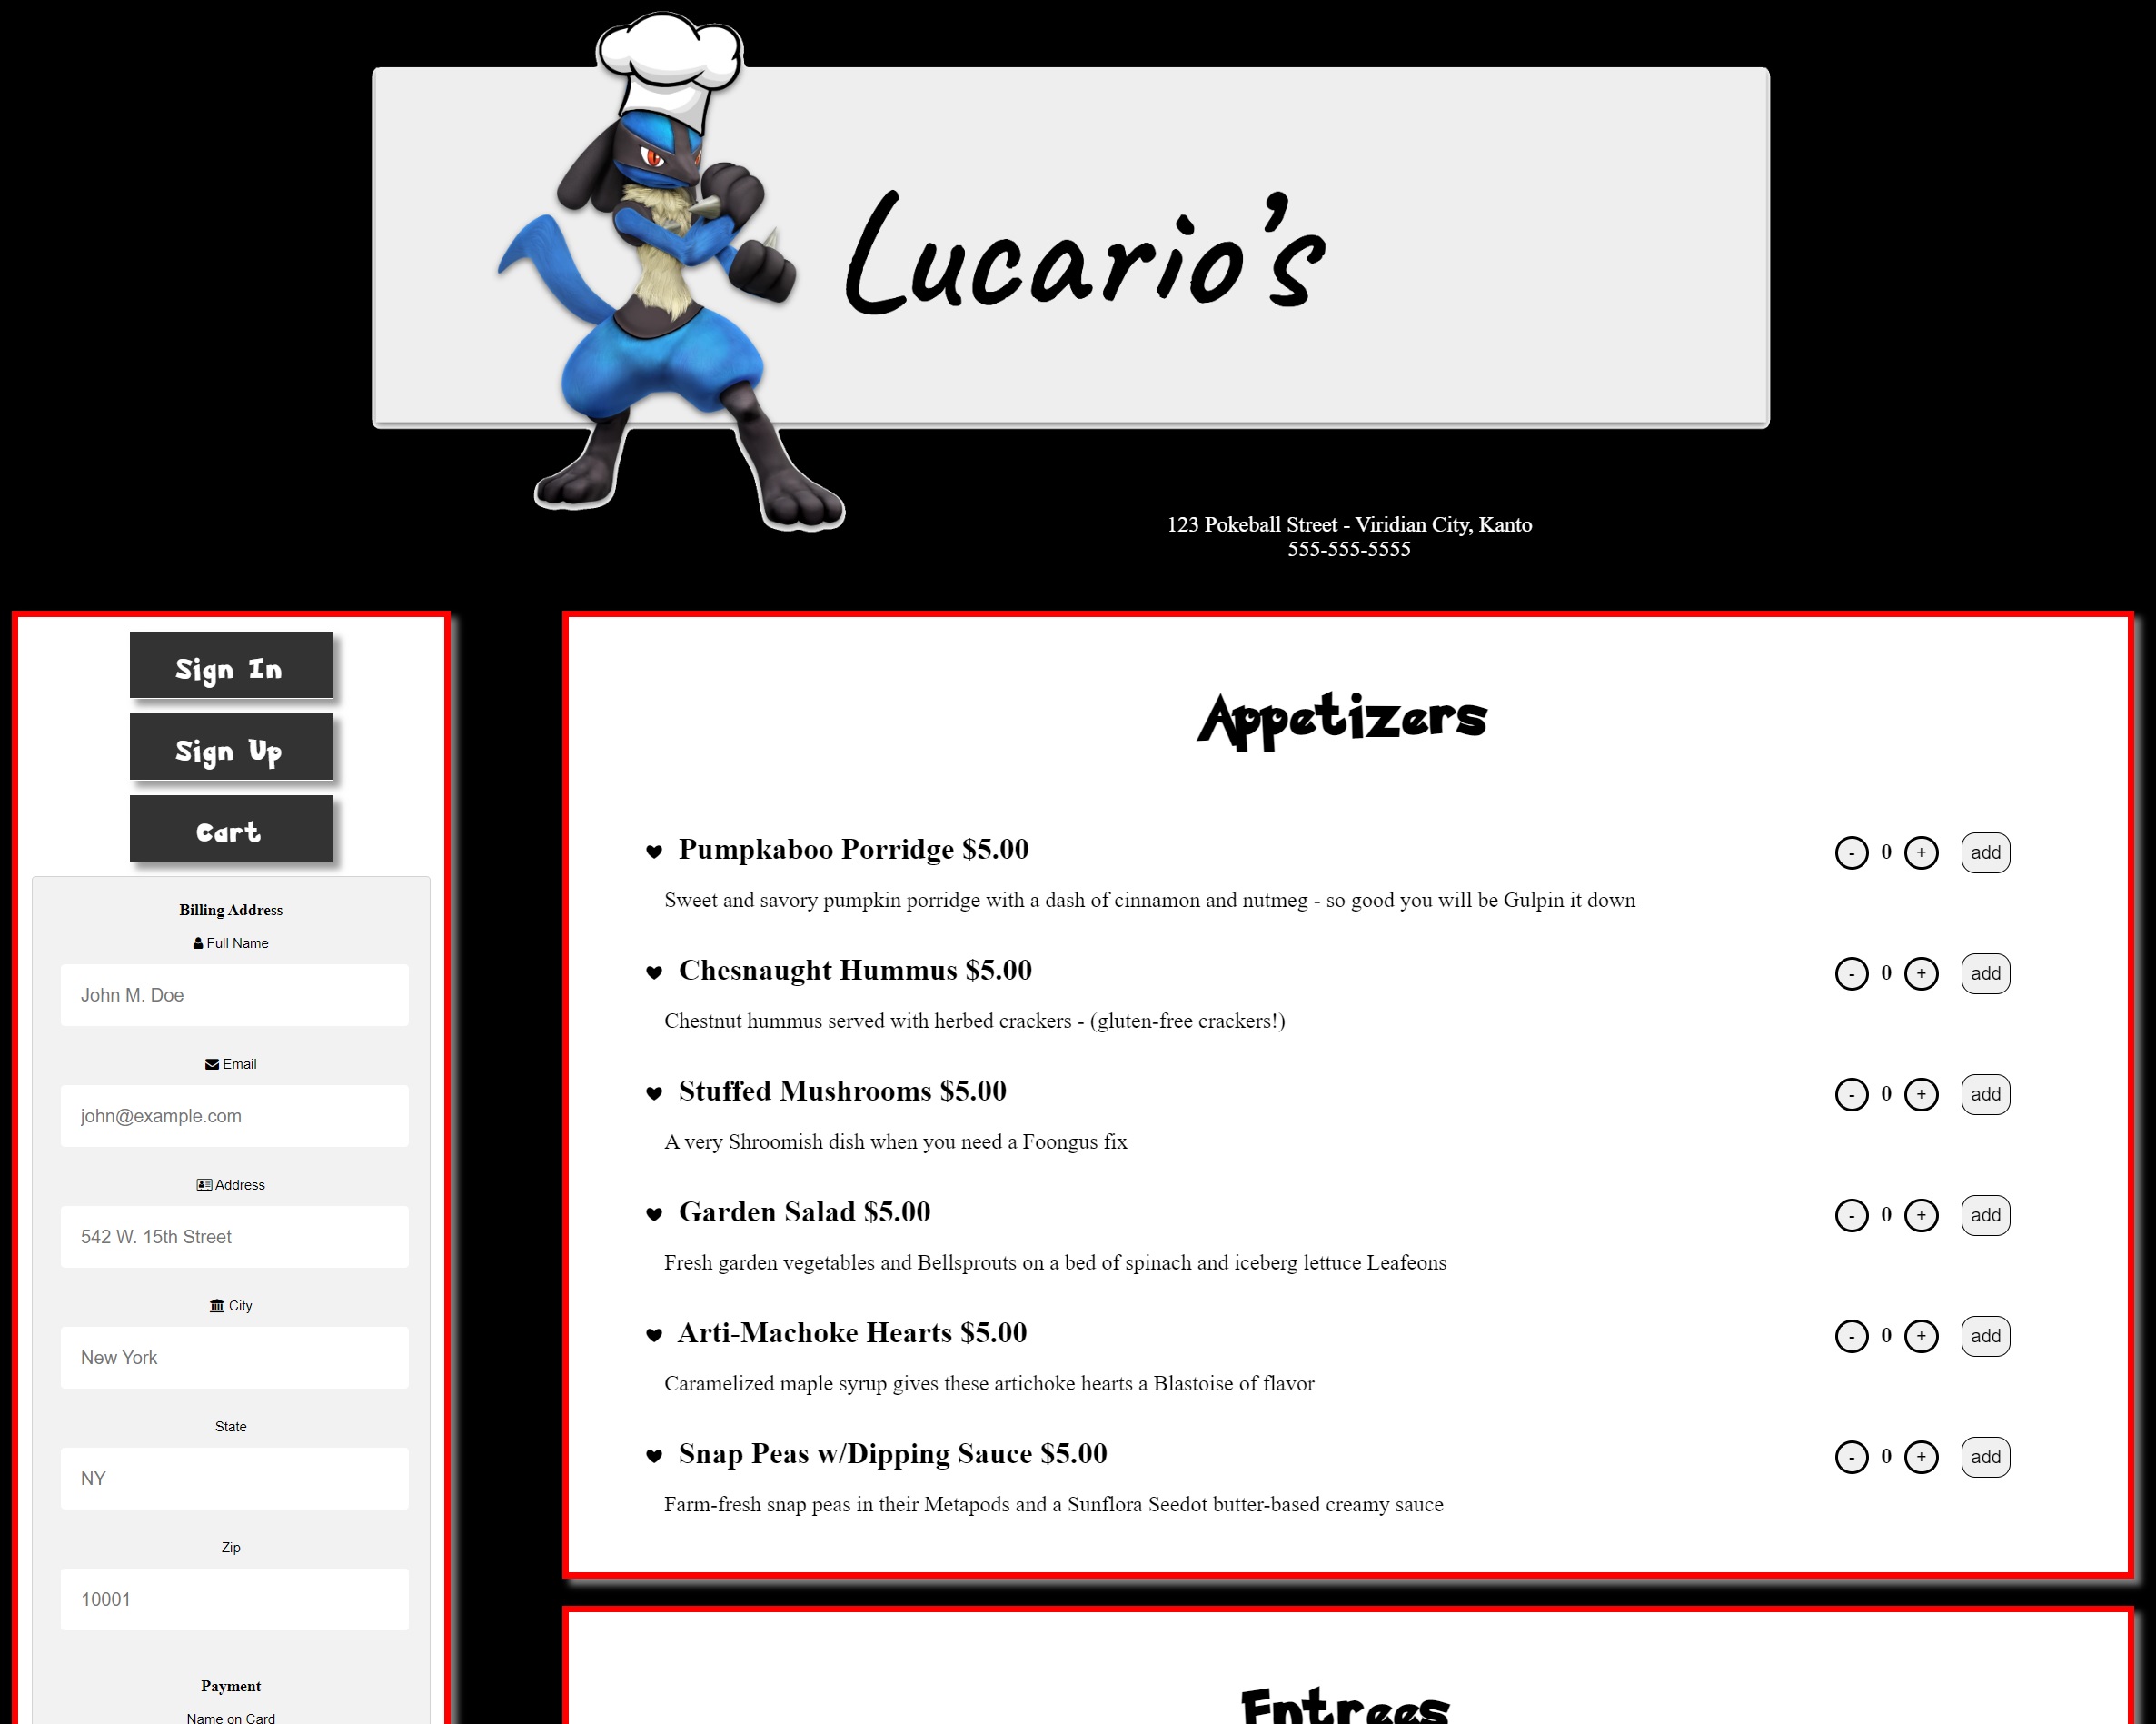 Lucario's
123 Pokeball Street - Viridian City, Kanto
555-555-5555
Sign In
Sign Up
Cart
Billing Address
Full Name
John M. Doe
Email
john@example.com
Address
542 W. 15th Street
City
New York
State
NY
Zip
10001
Payment
Name on Card
Appetizers
Pumpkaboo Porridge $5.00
- 0 + add
Sweet and savory pumpkin porridge with a dash of cinnamon and nutmeg - so good you will be Gulpin it down
Chesnaught Hummus $5.00
- 0 + add
Chestnut hummus served with herbed crackers - (gluten-free crackers!)
Stuffed Mushrooms $5.00
- 0 + add
A very Shroomish dish when you need a Foongus fix
Garden Salad $5.00
- 0 + add
Fresh garden vegetables and Bellsprouts on a bed of spinach and iceberg lettuce Leafeons
Arti-Machoke Hearts $5.00
- 0 + add
Caramelized maple syrup gives these artichoke hearts a Blastoise of flavor
Snap Peas w/Dipping Sauce $5.00
- 0 + add
Farm-fresh snap peas in their Metapods and a Sunflora Seedot butter-based creamy sauce
Entrees